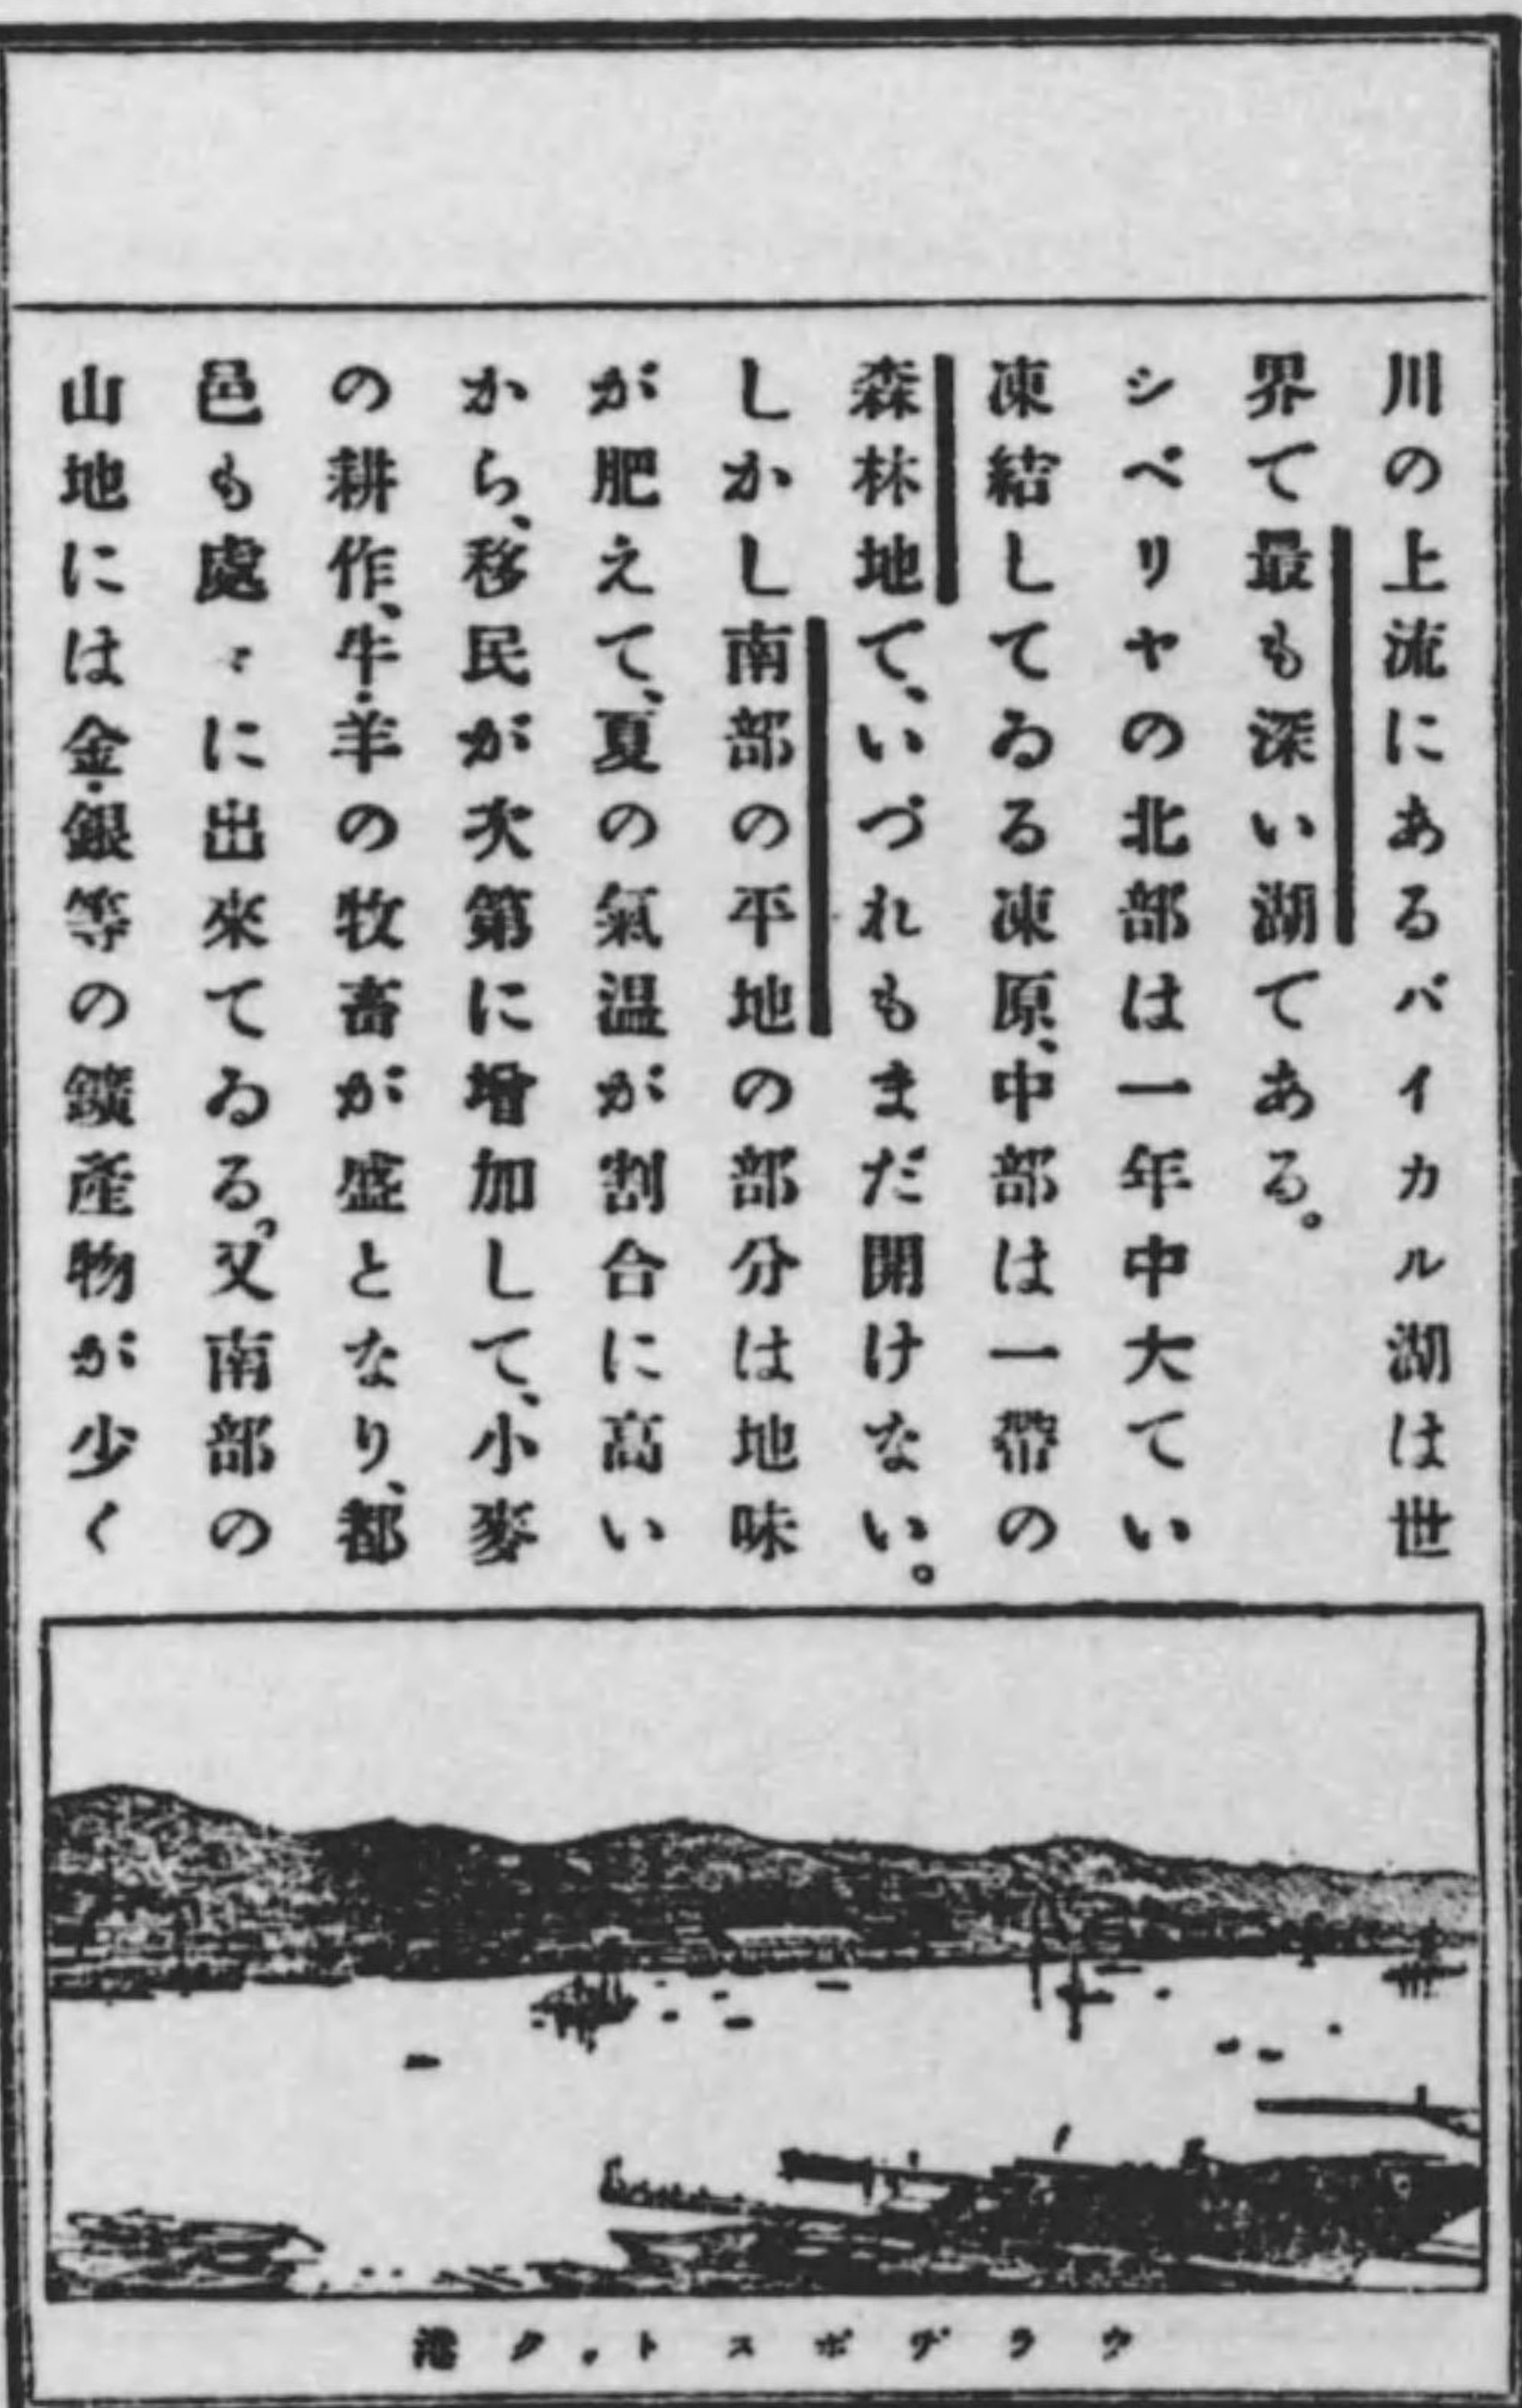 川の上流にあるバイカル湖は世
界で最も深い湖である。
シベリヤの北部は一年中大てい
凍結してゐる凍原、中部は一帶の
森林地で、いづれもまだ開けない。
しかし南部の平地の部分は地味
が肥えて、夏の氣温が割合に高い
から、移民が次第に增加して、小麥
の耕作、牛・羊の牧畜が盛となり、都
邑も處々に出來てゐる。又南部の
山地には金・銀等の鑛產物が少く
ウラヂボストック港